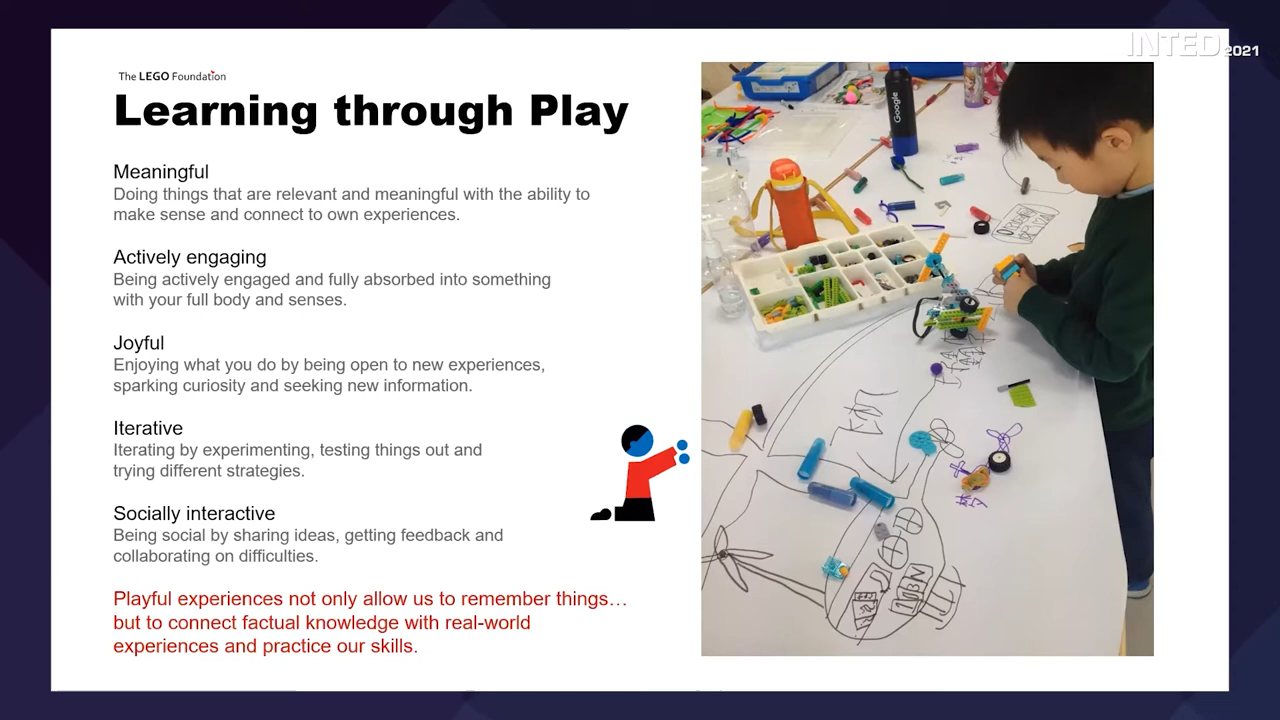 INTED2021
The LEGO Foundation
Learning through Play
Meaningful
Doing things that are relevant and meaningful with the ability to
make sense and connect to own experiences.
Actively engaging
Being actively engaged and fully absorbed into something
with your full body and senses.
Joyful
Enjoying what you do by being open to new experiences,
sparking curiosity and seeking new information.
Iterative
Iterating by experimenting, testing things out and
trying different strategies.
Socially interactive
Being social by sharing ideas, getting feedback and
collaborating on difficulties.
Playful experiences not only allow us to remember things…
but to connect factual knowledge with real-world
experiences and practice our skills.
Google